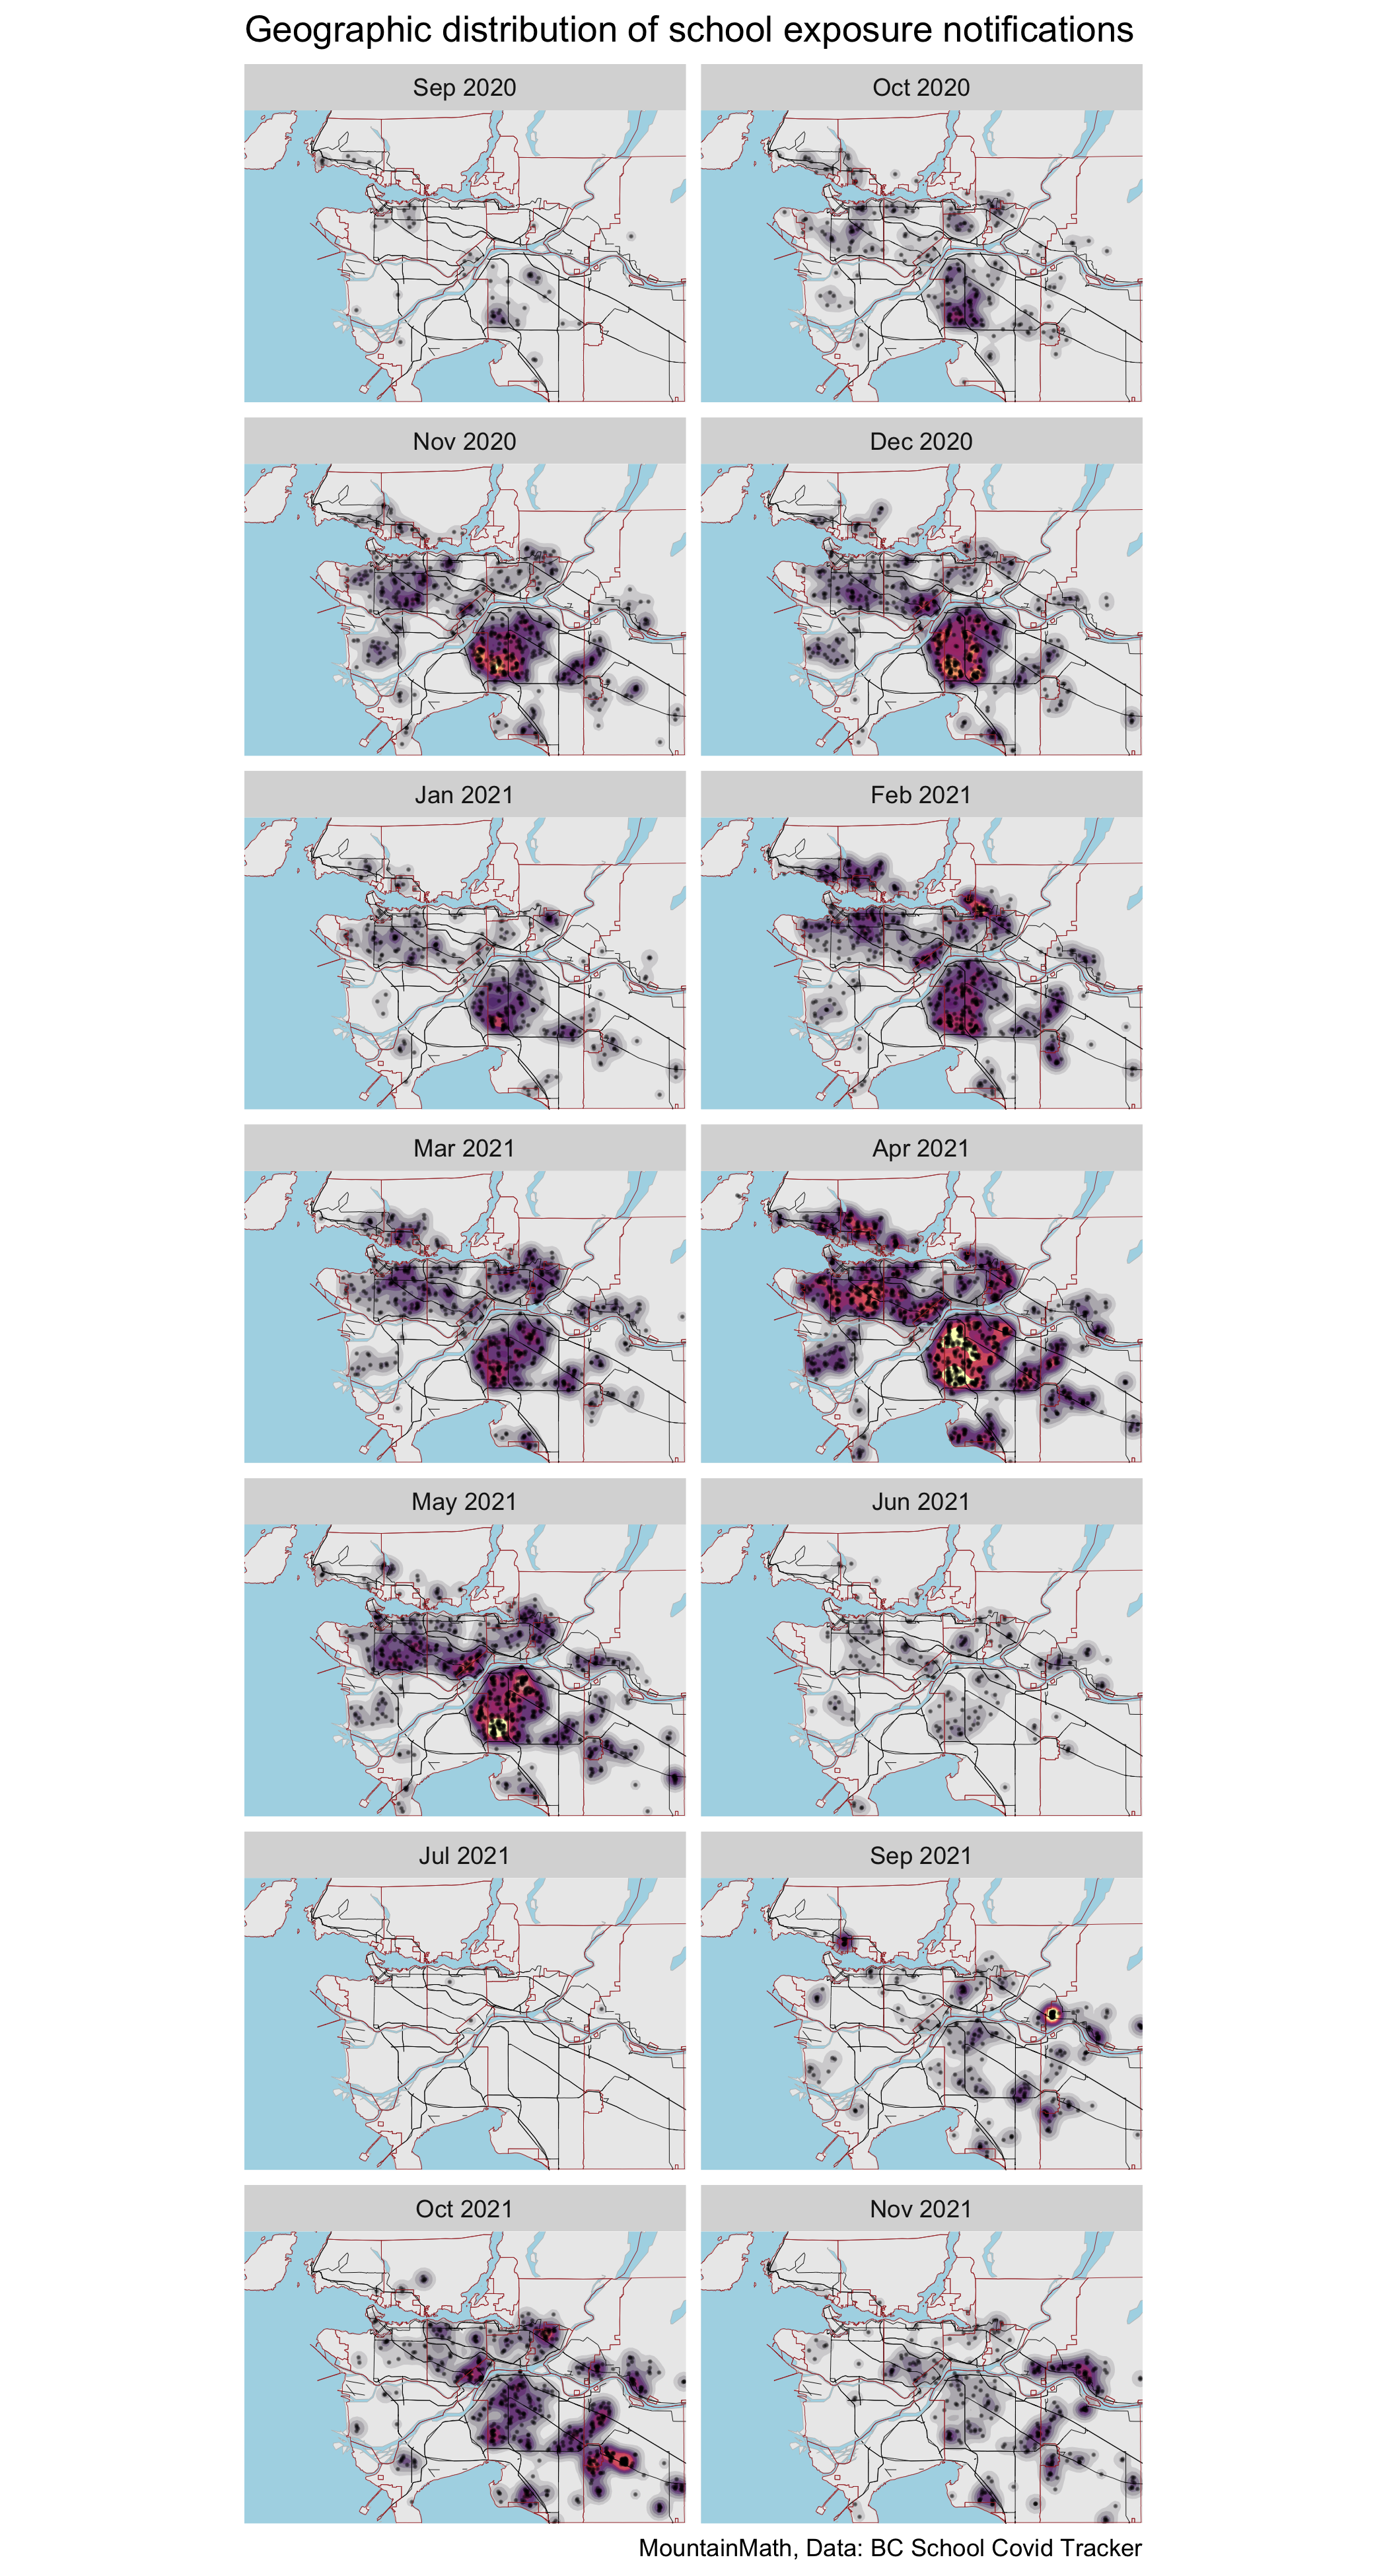 Geographic distribution of school exposure notifications
Sep 2020
Oct 2020
Nov 2020
Dec 2020
Jan 2021
Feb 2021
Mar 2021
Apr 2021
May 2021
Jun 2021
Jul 2021
Sep 2021
Oct 2021
Nov 2021
MountainMath, Data: BC School Covid Tracker